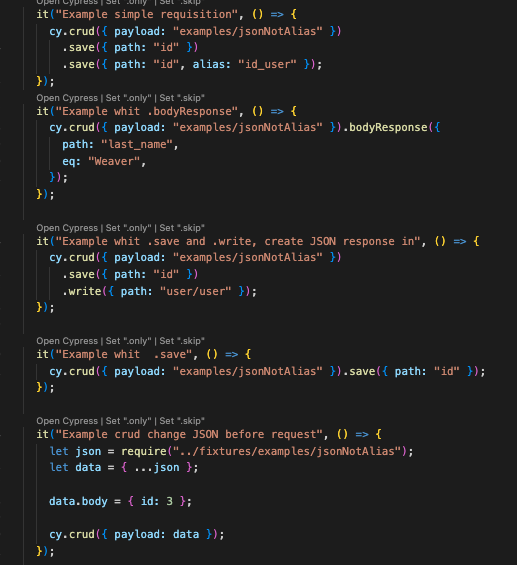 Open Cypress | Set ".only" | Set ".skip"
it("Example simple requisition", () => {
cy.crud({ payload: "examples/jsonNotAlias" })
.save({ path: "id" })
.save({ path: "id", alias: "id_user" });
});
Open Cypress | Set ".only" | Set ".skip"
it("Example whit .bodyResponse", () => {
cy.crud({ payload: "examples/jsonNotAlias" }).bodyResponse({
path: "last_name",
eq: "Weaver",
});
});
Open Cypress | Set ".only" | Set ".skip"
it("Example whit .save and .write, create JSON response in", () => {
cy.crud({ payload: "examples/jsonNotAlias" })
.save({ path: "id" })
.write({ path: "user/user" });
});
Open Cypress | Set ".only" | Set ".skip"
it("Example whit  .save", () => {
cy.crud({ payload: "examples/jsonNotAlias" }).save({ path: "id" });
});
Open Cypress | Set ".only" | Set ".skip"
it("Example crud change JSON before request", () => {
let json = require("../fixtures/examples/jsonNotAlias");
let data = { ...json };
data.body = { id: 3 };
cy.crud({ payload: data });
});